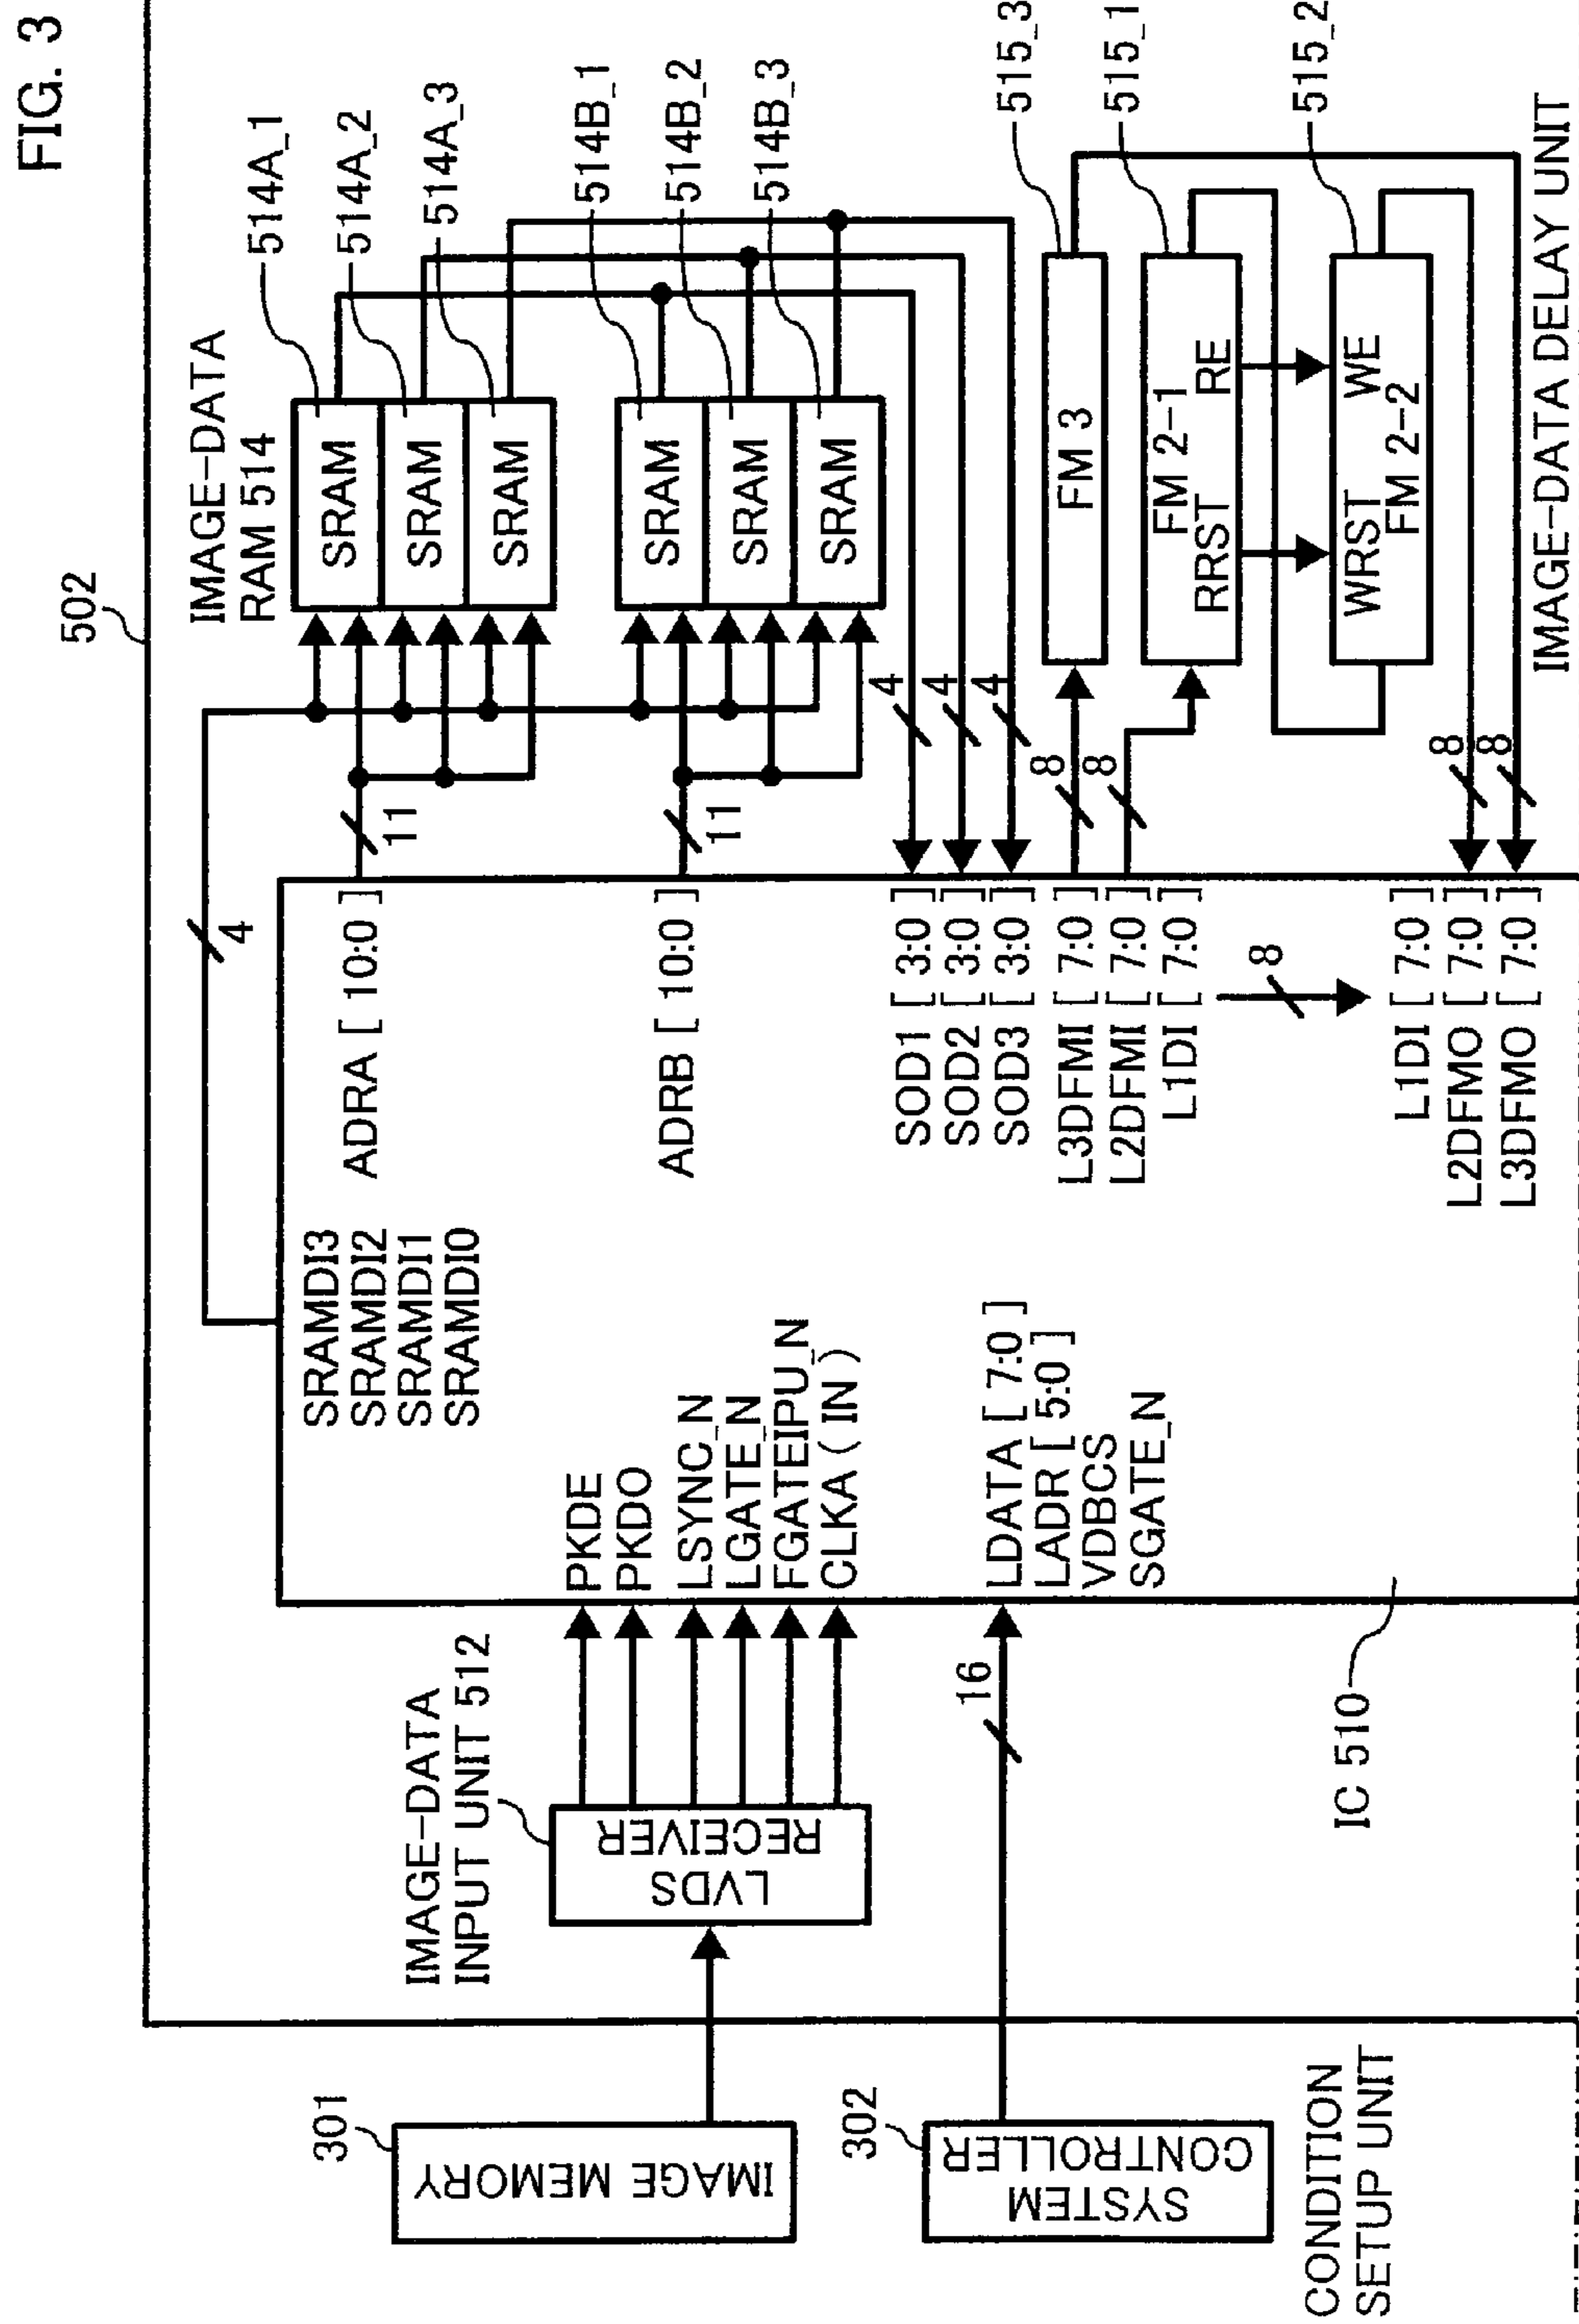 FIG. 3
502
301
IMAGE MEMORY
302
SYSTEM
CONTROLLER
CONDITION
SETUP UNIT
IMAGE-DATA
INPUT UNIT 512
LVDS
RECEIVER
16
PKDE
PKDO
LSYNC_N
LGATE_N
FGATEIPU_N
CLKA ( IN )
LDATA [ 7:0 ]
LADR [ 5:0 ]
VDBCS
SGATE_N
IC 510
SRAMDI3
SRAMDI2
SRAMDI1
SRAMDI0
ADRA [ 10:0 ]
ADRB [ 10:0 ]
SOD1 [ 3:0 ]
SOD2 [ 3:0 ]
SOD3 [ 3:0 ]
L3DFMI [ 7:0 ]
L2DFMI [ 7:0 ]
L1DI [ 7:0 ]
8
L1DI [ 7:0 ]
L2DFMO [ 7:0 ]
L3DFMO [ 7:0 ]
4
11
11
4
4
4
8
8
8
8
IMAGE-DATA
RAM 514
SRAM
SRAM
SRAM
SRAM
SRAM
SRAM
514A_1
514A_2
514A_3
514B_1
514B_2
514B_3
FM 3
FM 2-1
RRST
RE
WRST
WE
FM 2-2
515_3
515_1
515_2
IMAGE-DATA DELAY UNIT